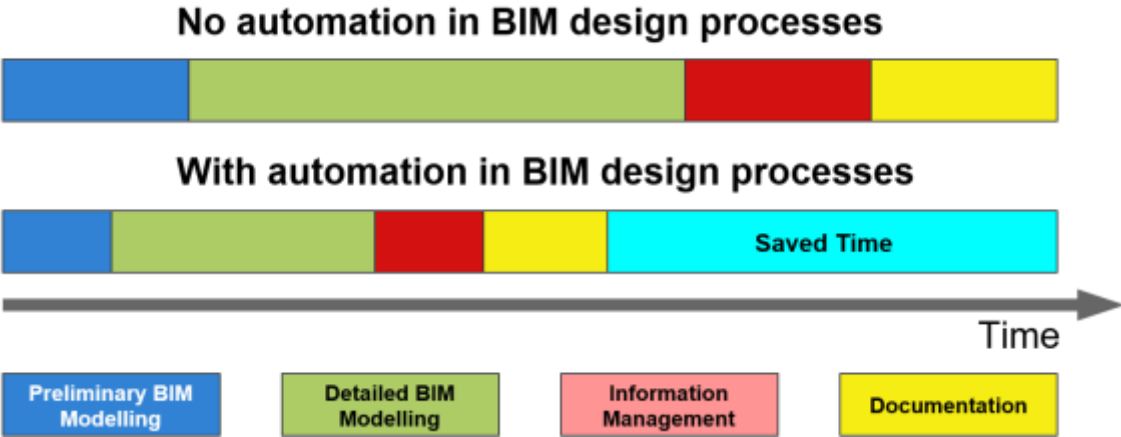 No automation in BIM design processes
With automation in BIM design processes
Saved Time
Time
Preliminary BIM
Modelling
Detailed BIM
Modelling
Information
Management
Documentation